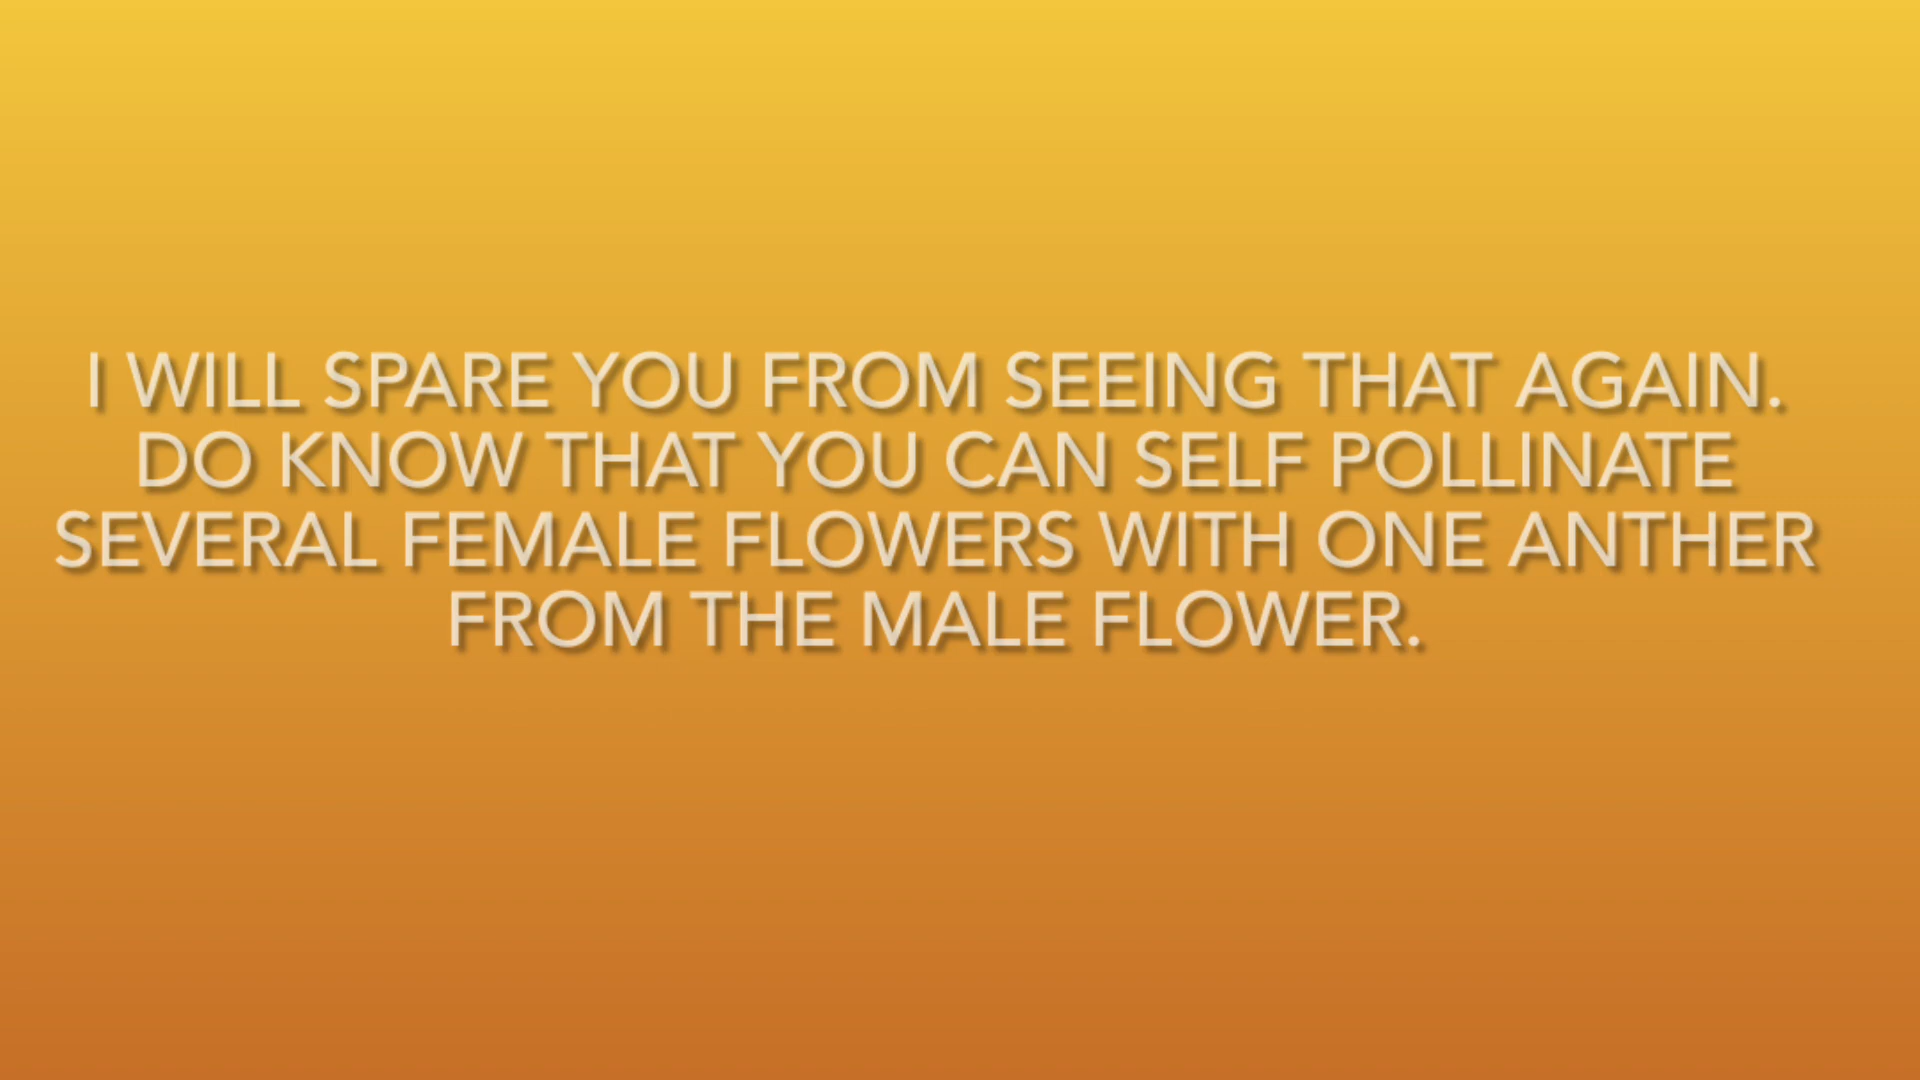 I WILL SPARE YOU FROM SEEING THAT AGAIN.
DO KNOW THAT YOU CAN SELF POLLINATE
SEVERAL FEMALE FLOWERS WITH ONE ANTHER
FROM THE MALE FLOWER.